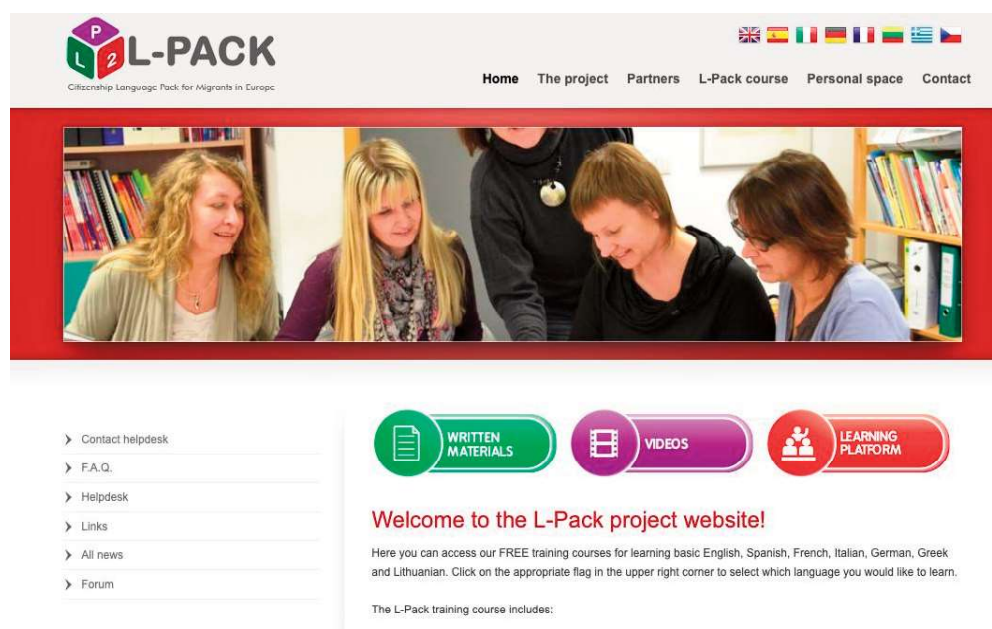 P
L 2
L-PACK
Citizenship Language Pack for Migrants in Europe
Home The project Partners L-Pack course Personal space Contact
Contact helpdesk
F.A.Q.
Helpdesk
Links
All news
Forum
WRITTEN
MATERIALS
VIDEOS
LEARNING
PLATFORM
Welcome to the L-Pack project website!
Here you can access our FREE training courses for learning basic English, Spanish, French, Italian, German, Greek
and Lithuanian. Click on the appropriate flag in the upper right corner to select which language you would like to learn.
The L-Pack training course includes: